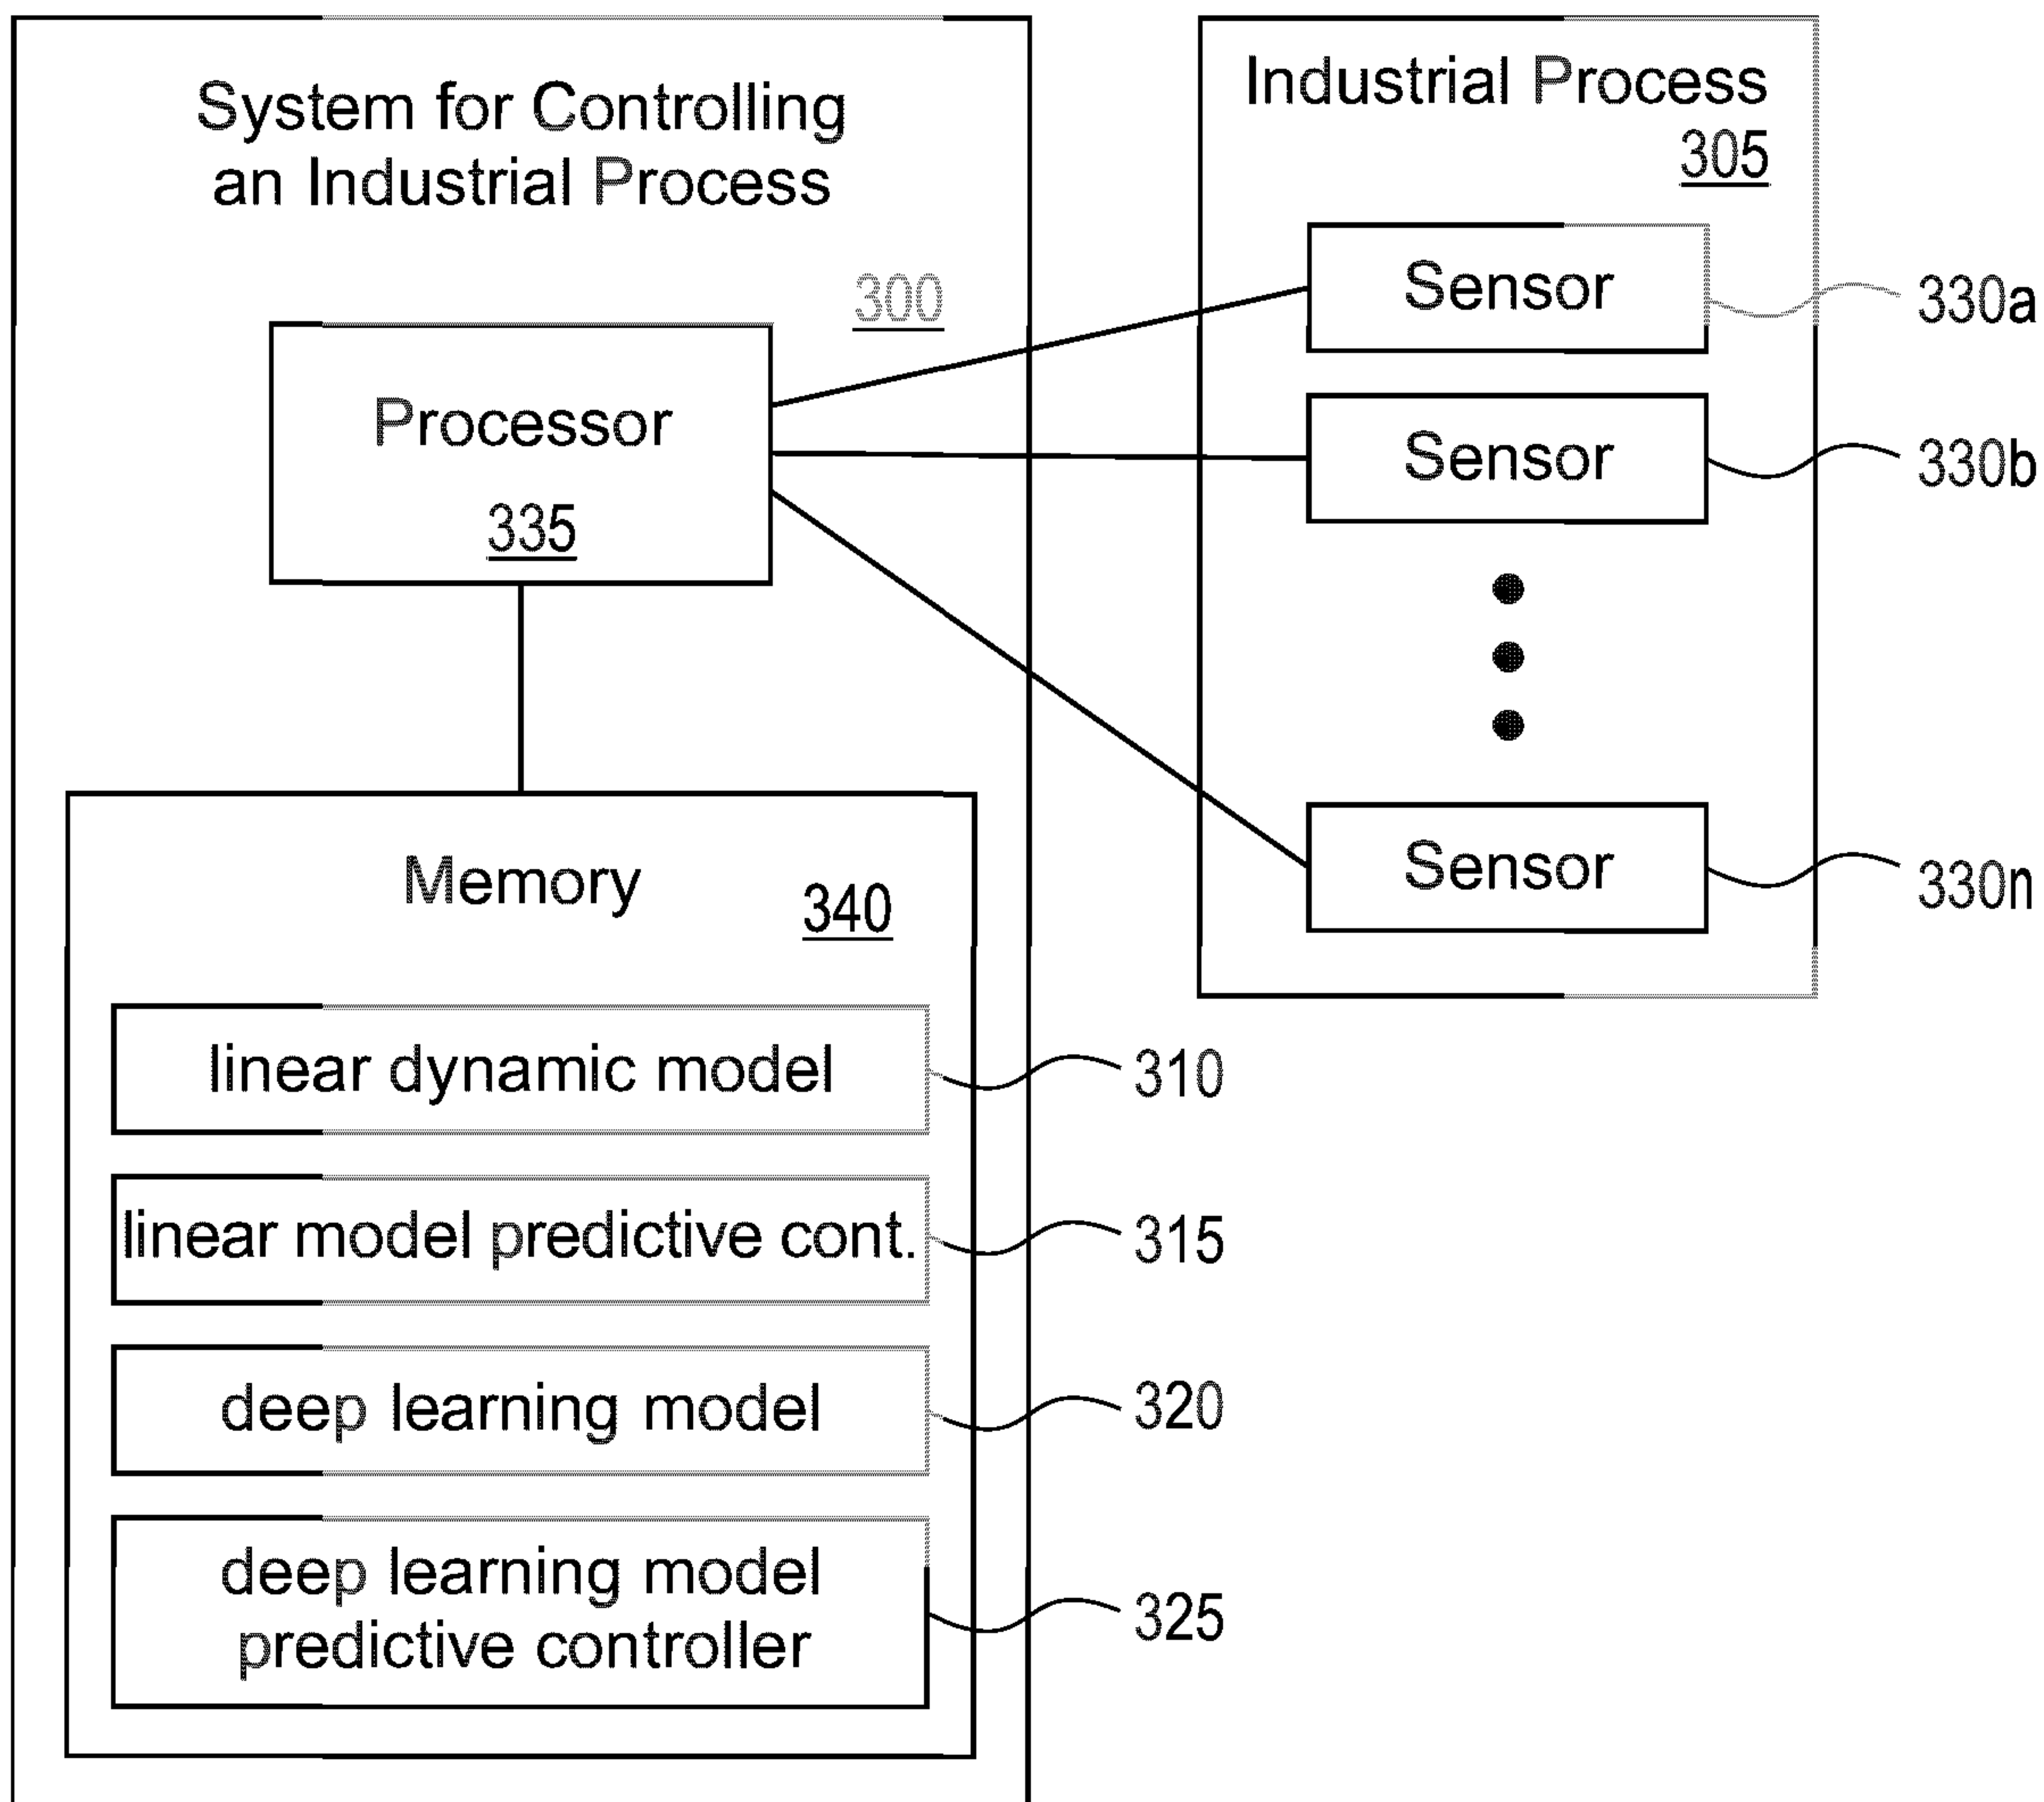 System for Controlling
an Industrial Process
300
Processor
335
Memory
340
linear dynamic model
310
linear model predictive cont.
315
deep learning model
320
deep learning model
predictive controller
325
Industrial Process
305
Sensor
330a
Sensor
330b
Sensor
330n